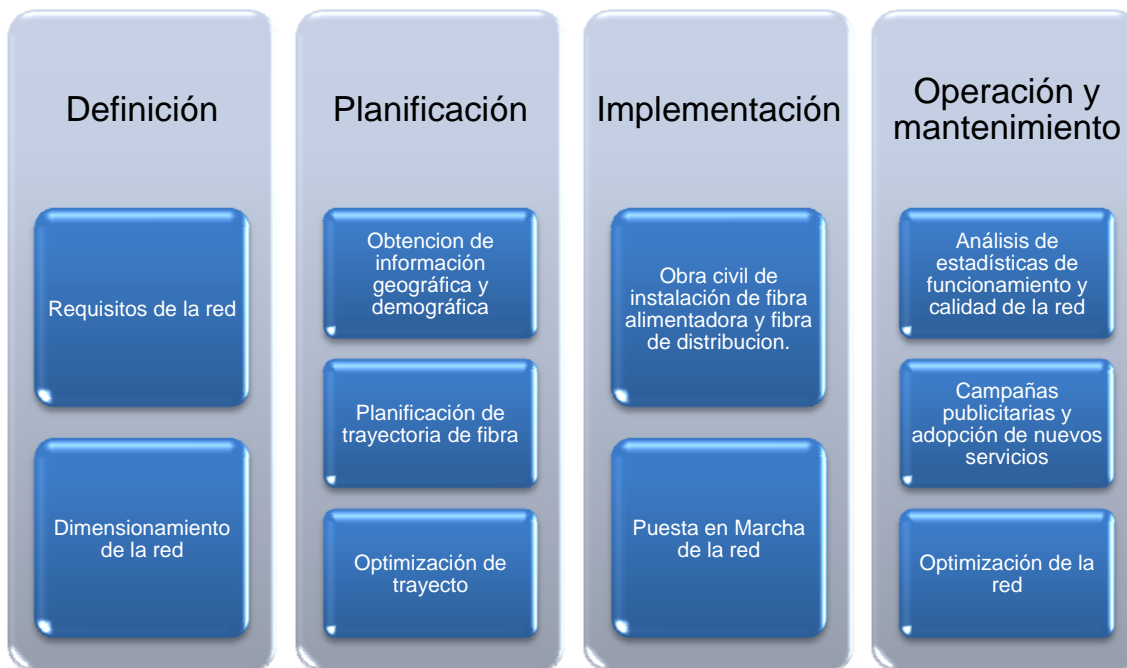 Definición
Requisitos de la red
Dimensionamiento
de la red
Planificación
Obtencion de
información
geográfica y
demográfica
Planificación de
trayectoria de fibra
Optimización de
trayecto
Implementación
Obra civil de
instalación de fibra
alimentadora y fibra
de distribucion.
Puesta en Marcha
de la red
Operación y
mantenimiento
Análisis de
estadísticas de
funcionamiento y
calidad de la red
Campañas
publicitarias y
adopción de nuevos
servicios
Optimización de la
red